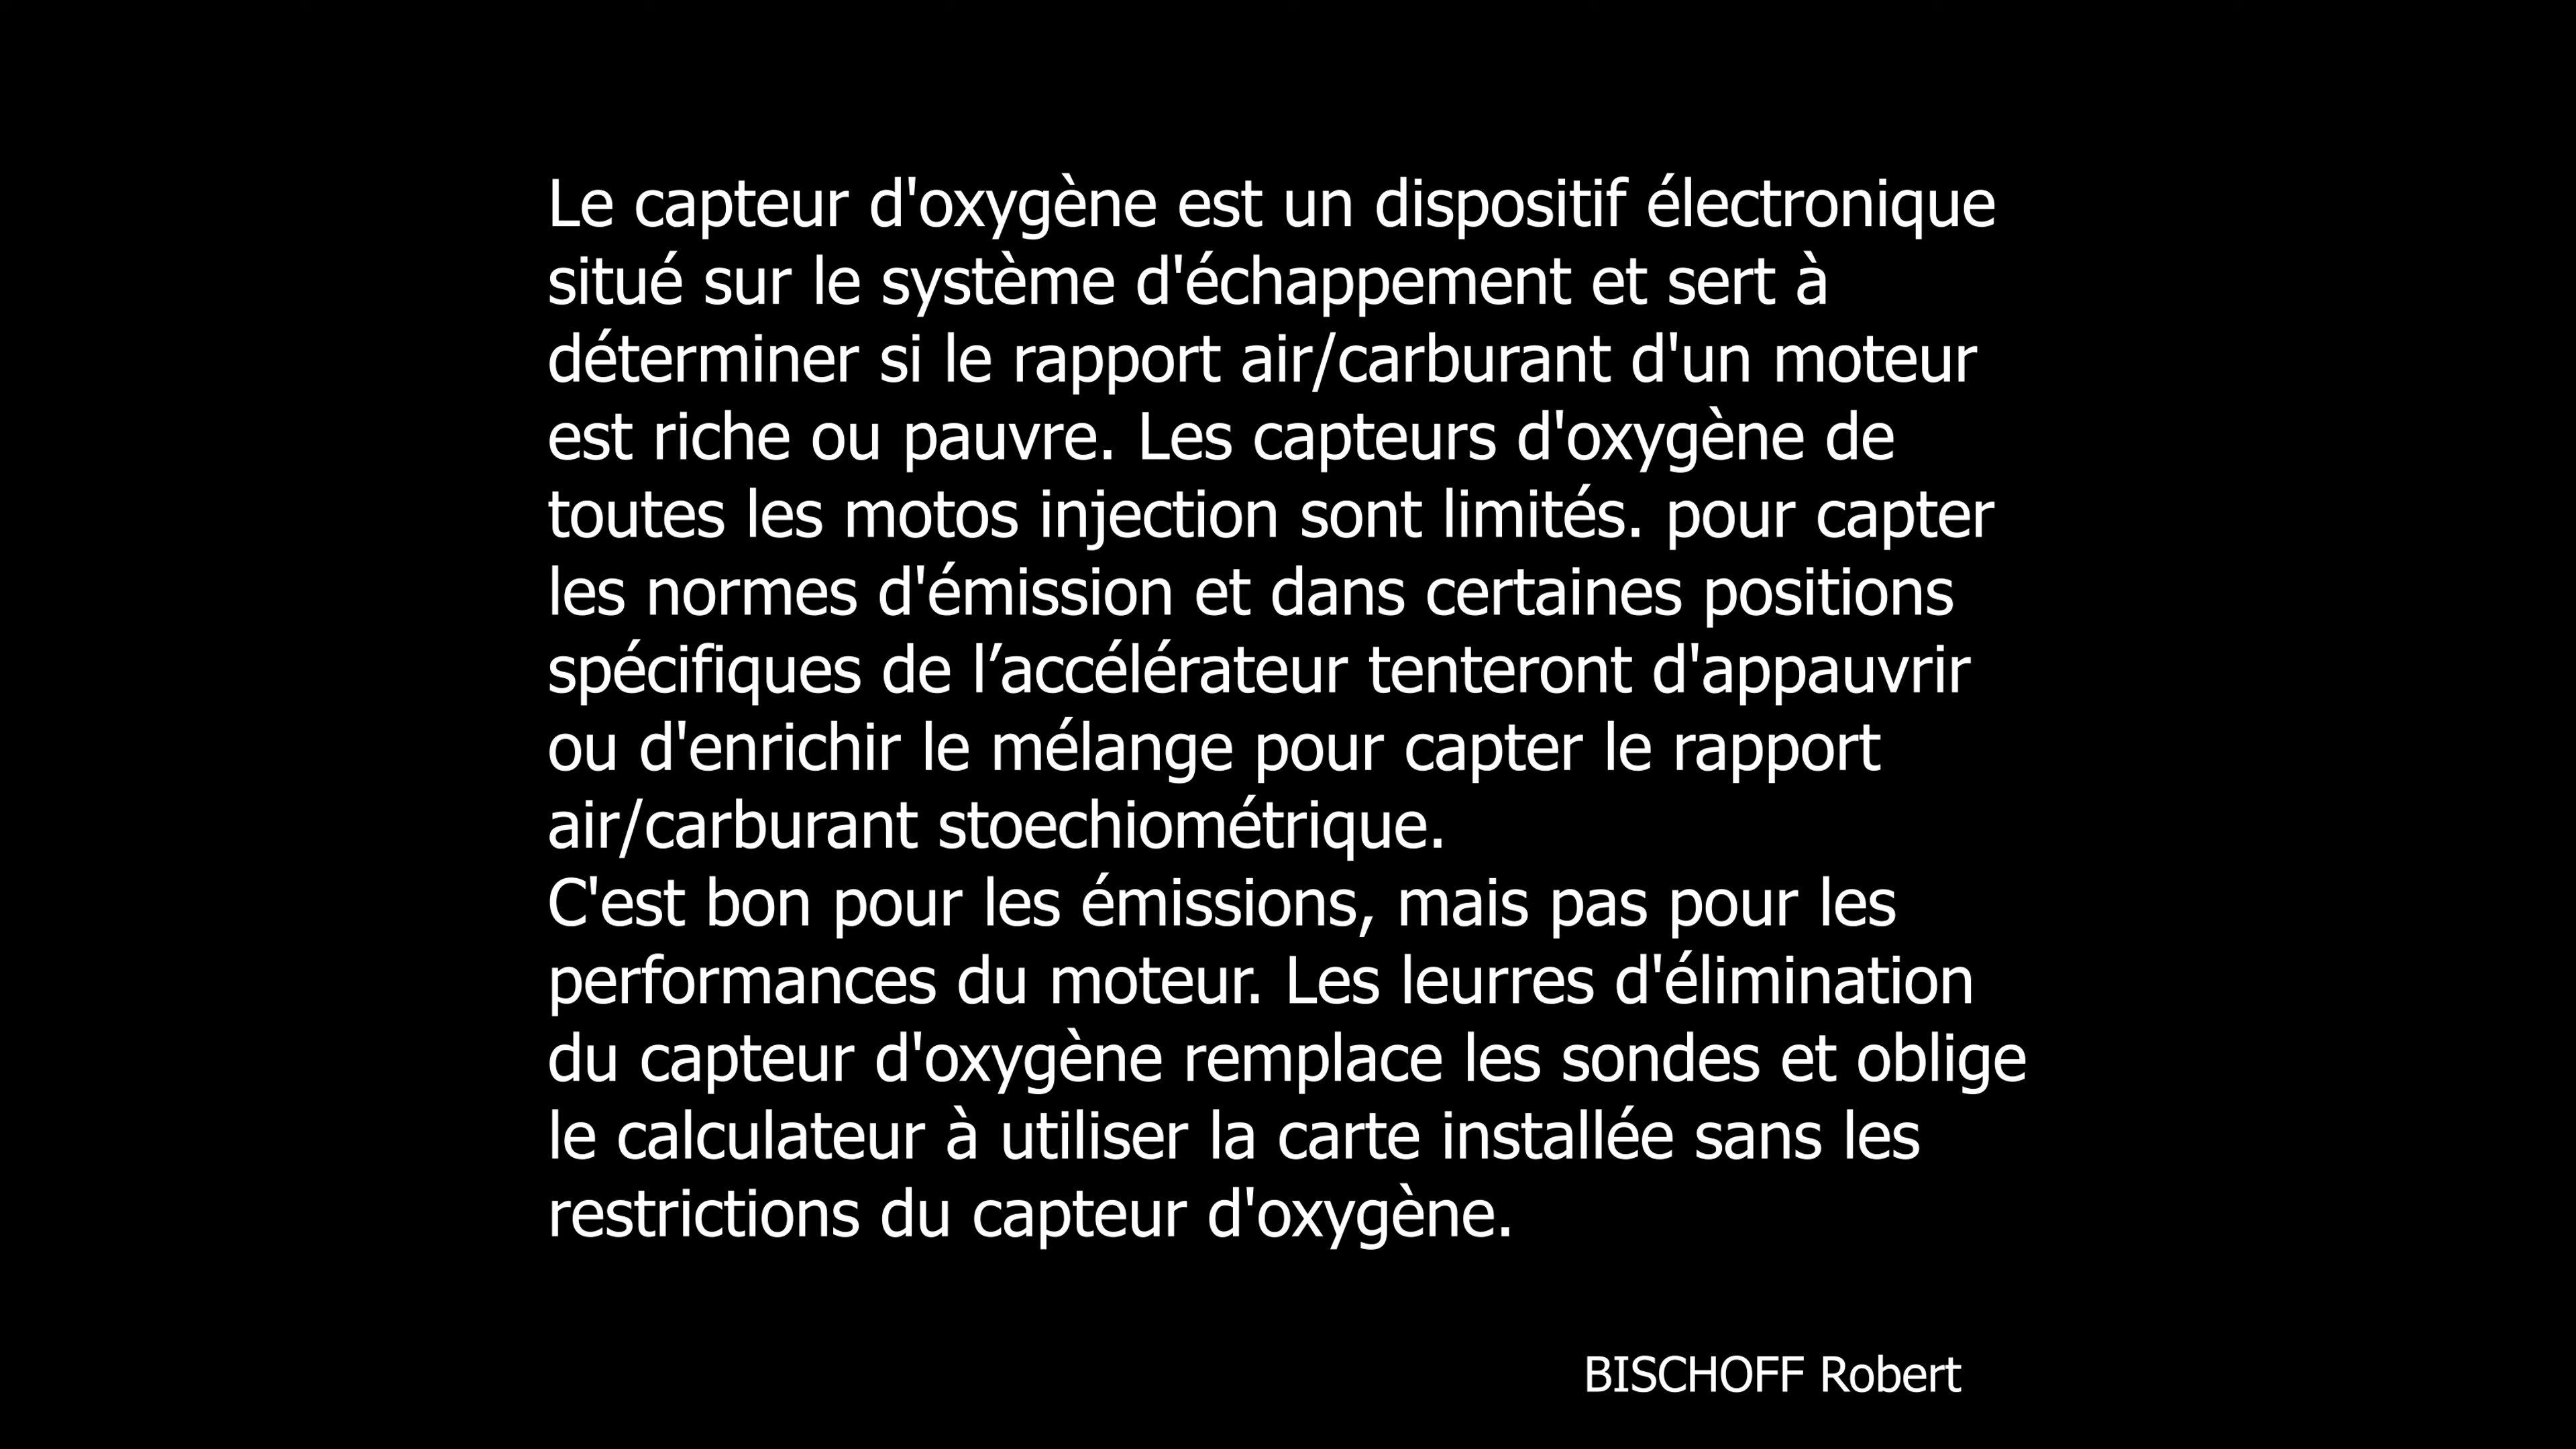 Le capteur d'oxygène est un dispositif électronique
situé sur le système d'échappement et sert à
déterminer si le rapport air/carburant d'un moteur
est riche ou pauvre. Les capteurs d'oxygène de
toutes les motos injection sont limités. pour capter
les normes d'émission et dans certaines positions
spécifiques de l’accélérateur tenteront d'appauvrir
ou d'enrichir le mélange pour capter le rapport
air/carburant stoechiométrique.
C'est bon pour les émissions, mais pas pour les
performances du moteur. Les leurres d'élimination
du capteur d'oxygène remplace les sondes et oblige
le calculateur à utiliser la carte installée sans les
restrictions du capteur d'oxygène.
BISCHOFF Robert